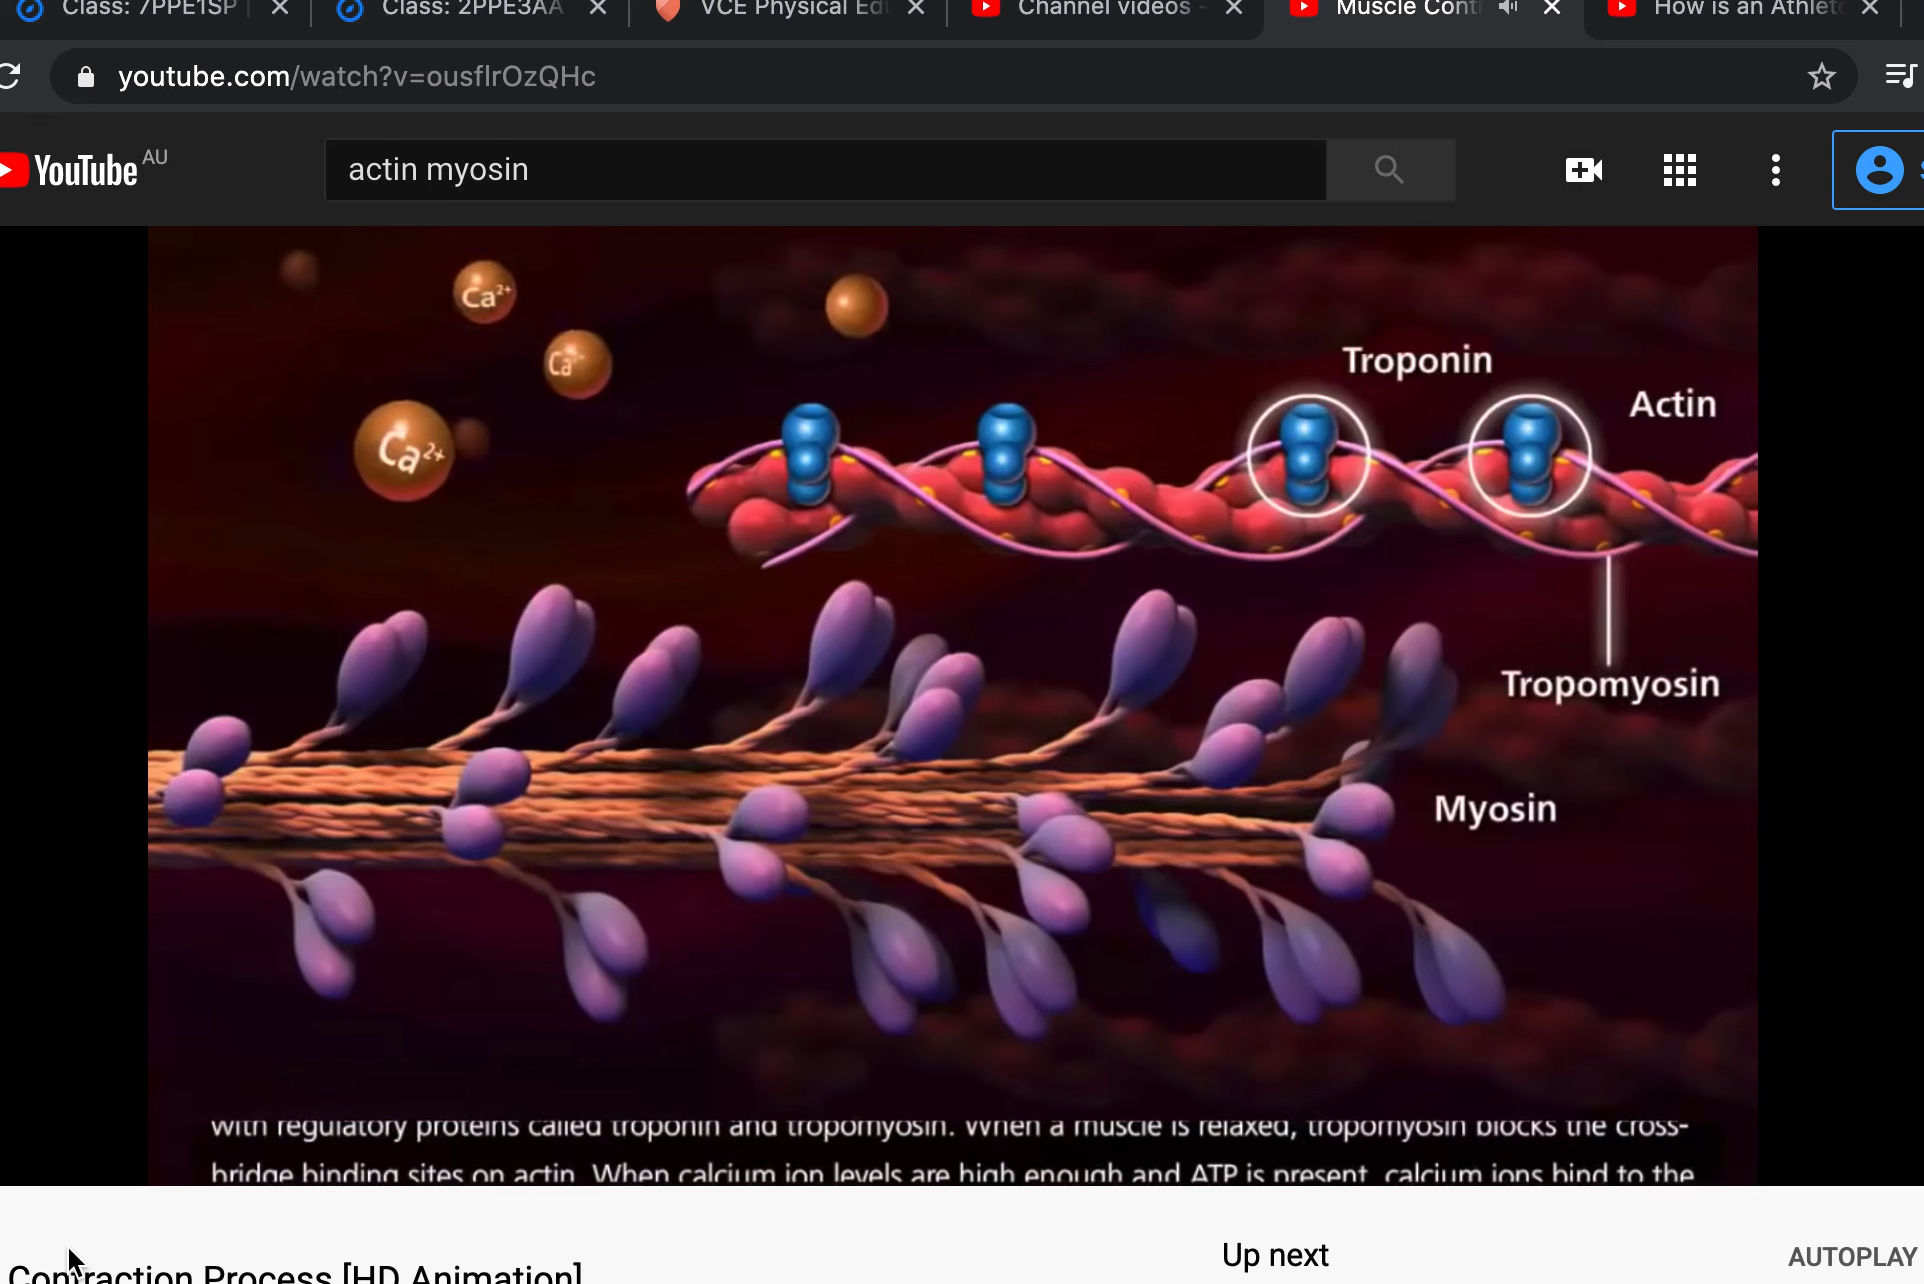 Class: 7PPE1SP
Class: 2PPE3AA
VCE Physical Edu
Channel videos -
Muscle Cont
How is an Athlete
youtube.com/watch?v=ousflrOzQHc
YouTube AU
actin myosin
Ca2+
Ca2+
Ca2+
Troponin
Actin
Tropomyosin
Myosin
with regulatory proteins called troponin and tropomyosin. When a muscle is relaxed, tropomyosin blocks the cross-
bridge binding sites on actin. When calcium ion levels are high enough and ATP is present, calcium ions bind to the
Up next
AUTOPLAY
Contraction Process [HD Animation]